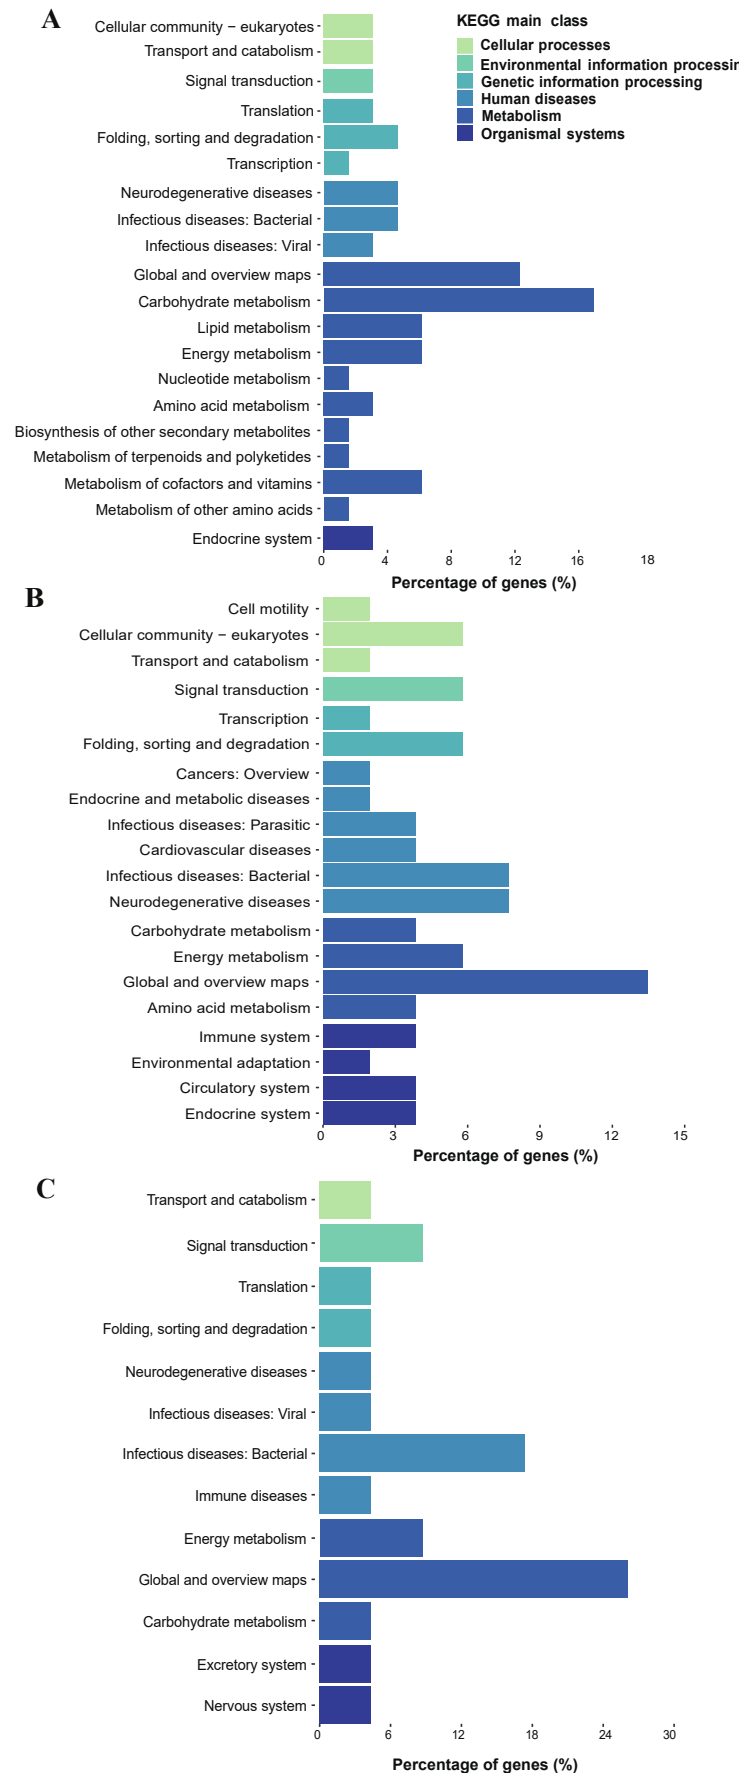 A
KEGG main class
Cellular processes
Environmental information processin
Genetic information processing
Human diseases
Metabolism
Organismal systems
Cellular community – eukaryotes
Transport and catabolism
Signal transduction
Translation
Folding, sorting and degradation
Transcription
Neurodegenerative diseases
Infectious diseases: Bacterial
Infectious diseases: Viral
Global and overview maps
Carbohydrate metabolism
Lipid metabolism
Energy metabolism
Nucleotide metabolism
Amino acid metabolism
Biosynthesis of other secondary metabolites
Metabolism of terpenoids and polyketides
Metabolism of cofactors and vitamins
Metabolism of other amino acids
Endocrine system
0 4 8 12 16 18
Percentage of genes (%)
B
Cell motility
Cellular community – eukaryotes
Transport and catabolism
Signal transduction
Transcription
Folding, sorting and degradation
Cancers: Overview
Endocrine and metabolic diseases
Infectious diseases: Parasitic
Cardiovascular diseases
Infectious diseases: Bacterial
Neurodegenerative diseases
Carbohydrate metabolism
Energy metabolism
Global and overview maps
Amino acid metabolism
Immune system
Environmental adaptation
Circulatory system
Endocrine system
0 3 6 9 12 15
Percentage of genes (%)
C
Transport and catabolism
Signal transduction
Translation
Folding, sorting and degradation
Neurodegenerative diseases
Infectious diseases: Viral
Infectious diseases: Bacterial
Immune diseases
Energy metabolism
Global and overview maps
Carbohydrate metabolism
Excretory system
Nervous system
0 6 12 18 24 30
Percentage of genes (%)